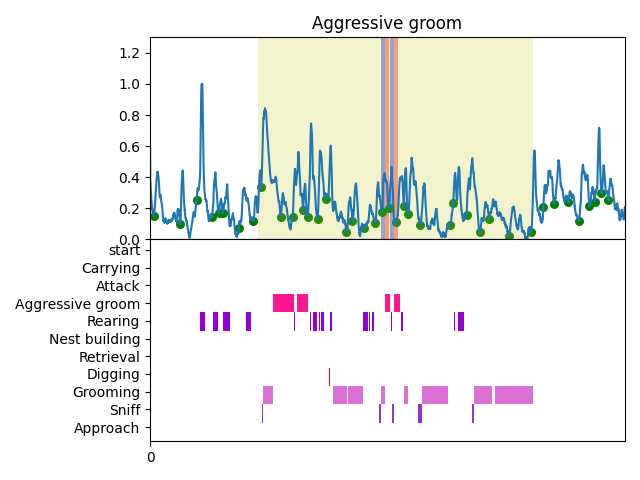 Aggressive groom
1.2
1.0
0.8
0.6
0.4
0.2
0.0
start
Carrying
Attack
Aggressive groom
Rearing
Nest building
Retrieval
Digging
Grooming
Sniff
Approach
0